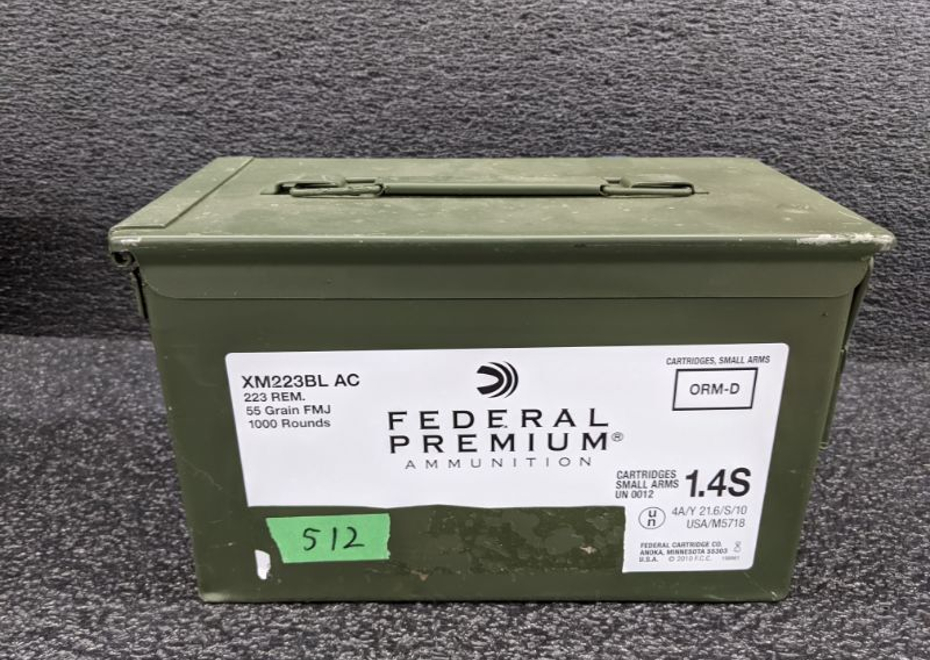 XM223BL AC
223 REM.
55 Grain FMJ
1000 Rounds
FEDERAL
PREMIUM®
AMMUNITION
CARTRIDGES, SMALL ARMS
ORM-D
CARTRIDGES
SMALL ARMS
UN 0012
1.4S
u
n
4A/Y 21.6/S/10
USA/M5718
FEDERAL CARTRIDGE CO.
ANOKA, MINNESOTA 55303
U.S.A. © 2010 F.C.C.
512